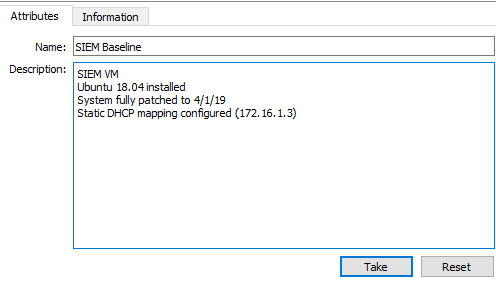 Attributes
Information
Name: SIEM Baseline
Description: SIEM VM
Ubuntu 18.04 installed
System fully patched to 4/1/19
Static DHCP mapping configured (172.16.1.3)
Take
Reset